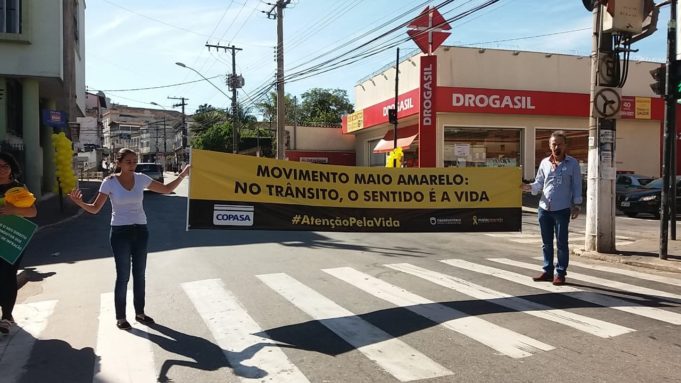 DROGASIL
DROGASIL
DROGASIL
MOVIMENTO MAIO AMARELO:
NO TRÂNSITO, O SENTIDO É A VIDA
COPASA
#AtençãoPelaVida